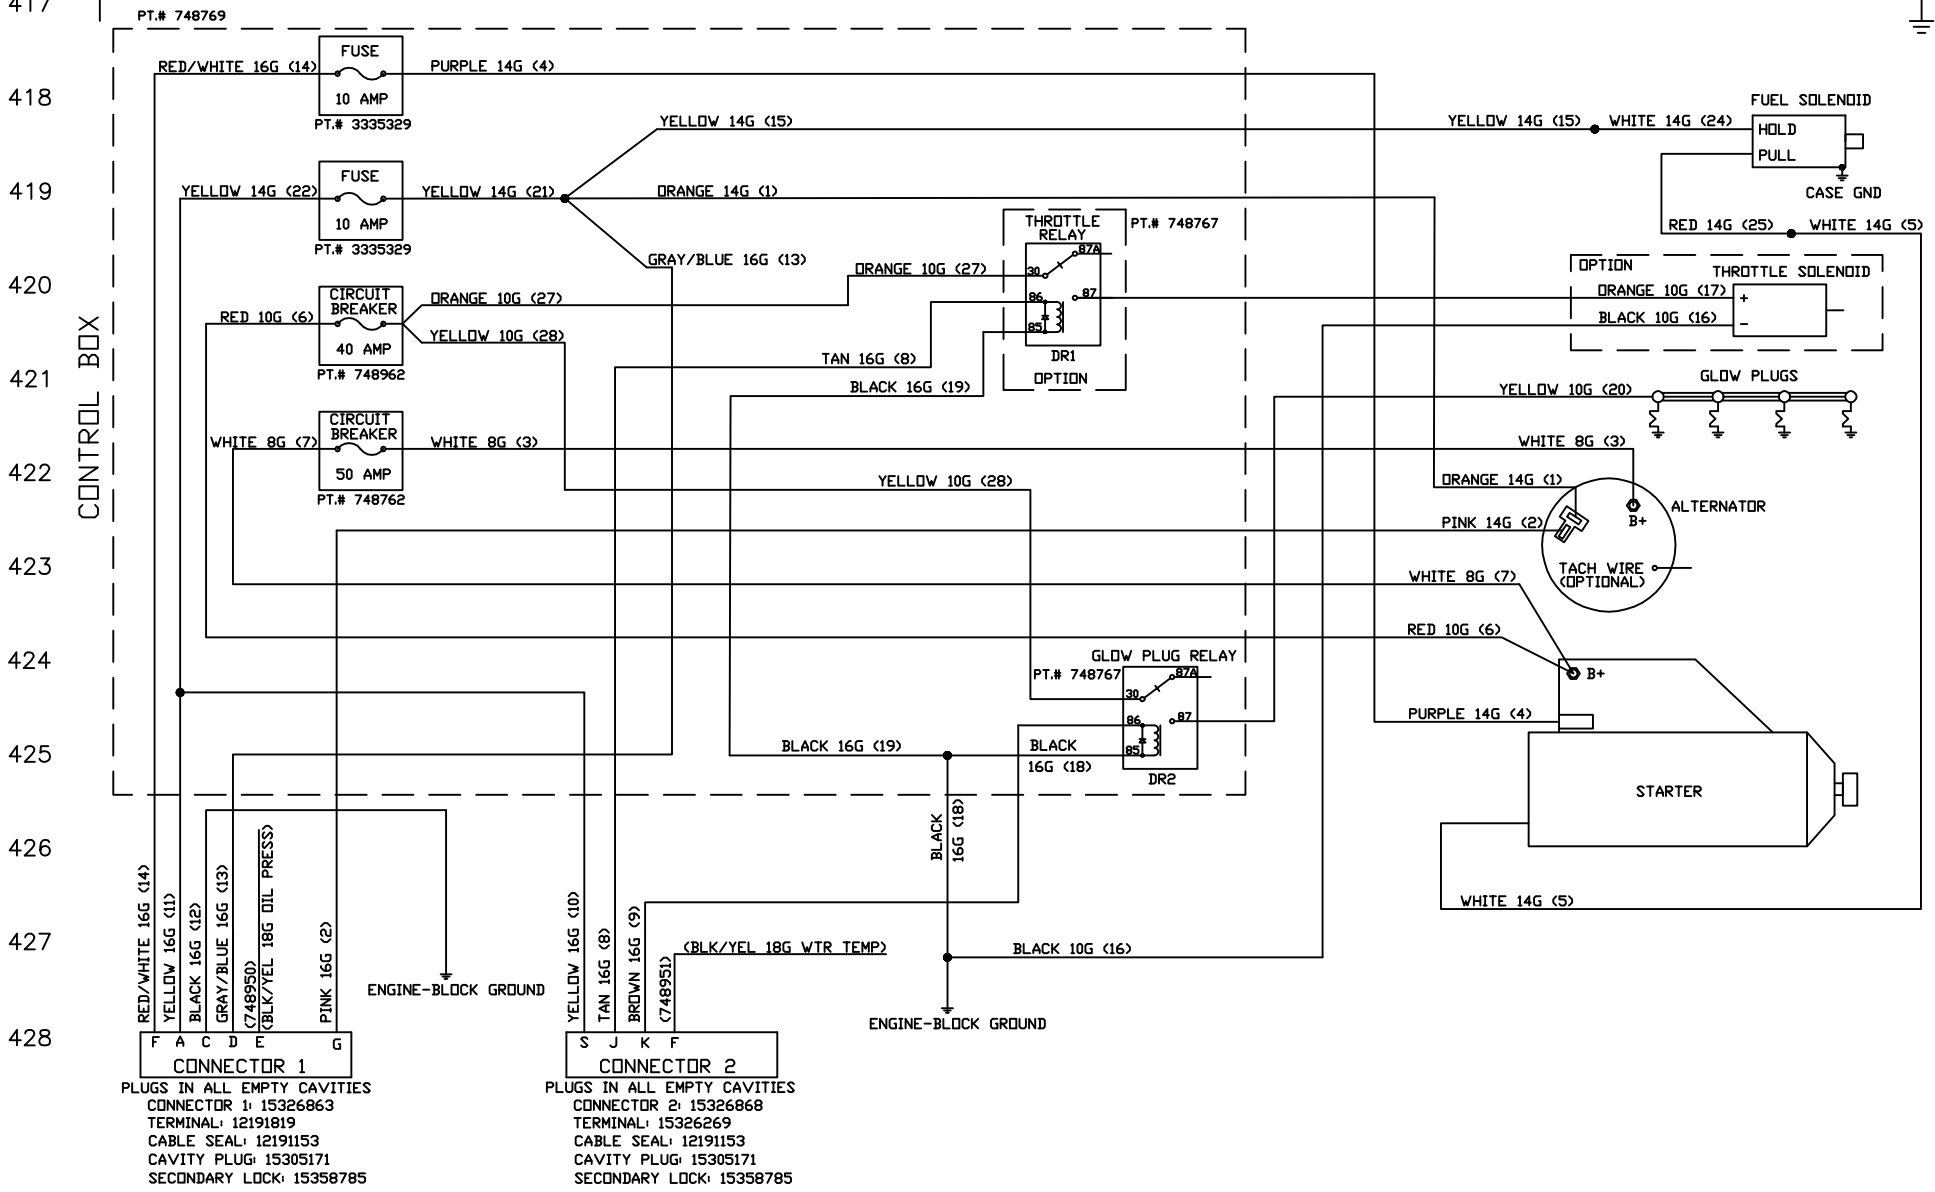 417
PT.# 748769
FUSE
RED/WHITE 16G (14)
PURPLE 14G (4)
10 AMP
PT.# 3335329
418
YELLOW 14G (15)
YELLOW 14G (15)
WHITE 14G (24)
FUEL SOLENOID
HOLD
PULL
CASE GND
419
FUSE
YELLOW 14G (22)
YELLOW 14G (21)
ORANGE 14G (1)
10 AMP
PT.# 3335329
THROTTLE
RELAY
PT.# 748767
87A
30
87
86
85
DR1
OPTION
RED 14G (25)
WHITE 14G (5)
GRAY/BLUE 16G (13)
ORANGE 10G (27)
420
CIRCUIT
BREAKER
ORANGE 10G (27)
RED 10G (6)
YELLOW 10G (28)
40 AMP
PT.# 748962
OPTION
THROTTLE SOLENOID
ORANGE 10G (17)
+
BLACK 10G (16)
-
CONTROL BOX
421
TAN 16G (8)
BLACK 16G (19)
GLOW PLUGS
YELLOW 10G (20)
CIRCUIT
BREAKER
WHITE 8G (7)
WHITE 8G (3)
50 AMP
PT.# 748762
WHITE 8G (3)
422
YELLOW 10G (28)
ORANGE 14G (1)
ALTERNATOR
B+
PINK 14G (2)
423
TACH WIRE
(OPTIONAL)
WHITE 8G (7)
RED 10G (6)
424
GLOW PLUG RELAY
PT.# 748767
87A
30
86
87
85
DR2
B+
PURPLE 14G (4)
425
BLACK 16G (19)
BLACK
16G (18)
STARTER
426
BLACK
16G (18)
WHITE 14G (5)
427
RED/WHITE 16G (14)
YELLOW 16G (11)
BLACK 16G (12)
GRAY/BLUE 16G (13)
(748950)
(BLK/YEL 18G OIL PRESS)
PINK 16G (2)
ENGINE-BLOCK GROUND
YELLOW 16G (10)
TAN 16G (8)
BROWN 16G (9)
(748951)
(BLK/YEL 18G WTR TEMP)
BLACK 10G (16)
ENGINE-BLOCK GROUND
428
F A C D E G
CONNECTOR 1
PLUGS IN ALL EMPTY CAVITIES
CONNECTOR 1: 15326863
TERMINAL: 12191819
CABLE SEAL: 12191153
CAVITY PLUG: 15305171
SECONDARY LOCK: 15358785
S J K F
CONNECTOR 2
PLUGS IN ALL EMPTY CAVITIES
CONNECTOR 2: 15326868
TERMINAL: 15326269
CABLE SEAL: 12191153
CAVITY PLUG: 15305171
SECONDARY LOCK: 15358785